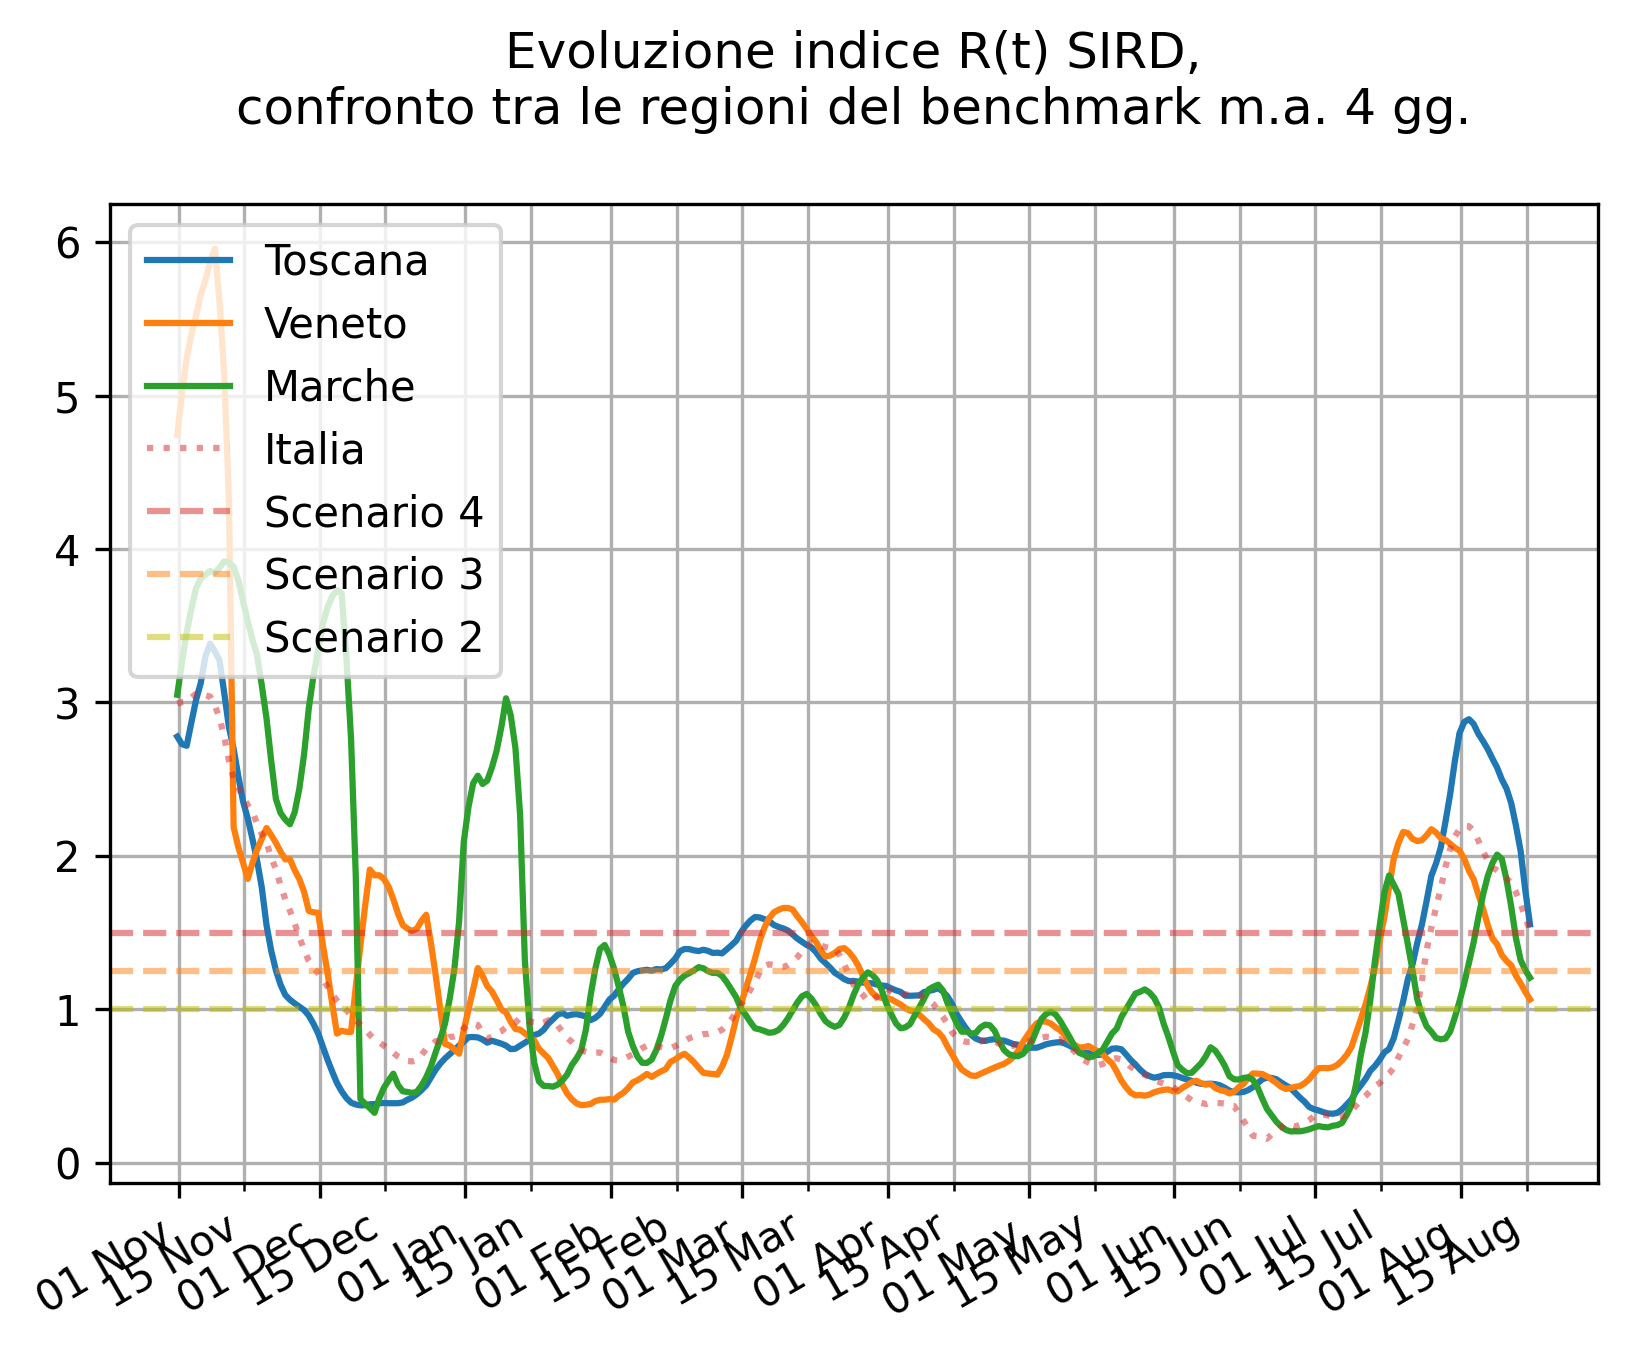 Evoluzione indice R(t) SIRD,
confronto tra le regioni del benchmark m.a. 4 gg.
6
5
4
3
2
1
0
Toscana
Veneto
Marche
Italia
Scenario 4
Scenario 3
Scenario 2
01 Nov
15 Nov
01 Dec
15 Dec
01 Jan
15 Jan
01 Feb
15 Feb
01 Mar
15 Mar
01 Apr
15 Apr
01 May
15 May
01 Jun
15 Jun
01 Jul
15 Jul
01 Aug
15 Aug